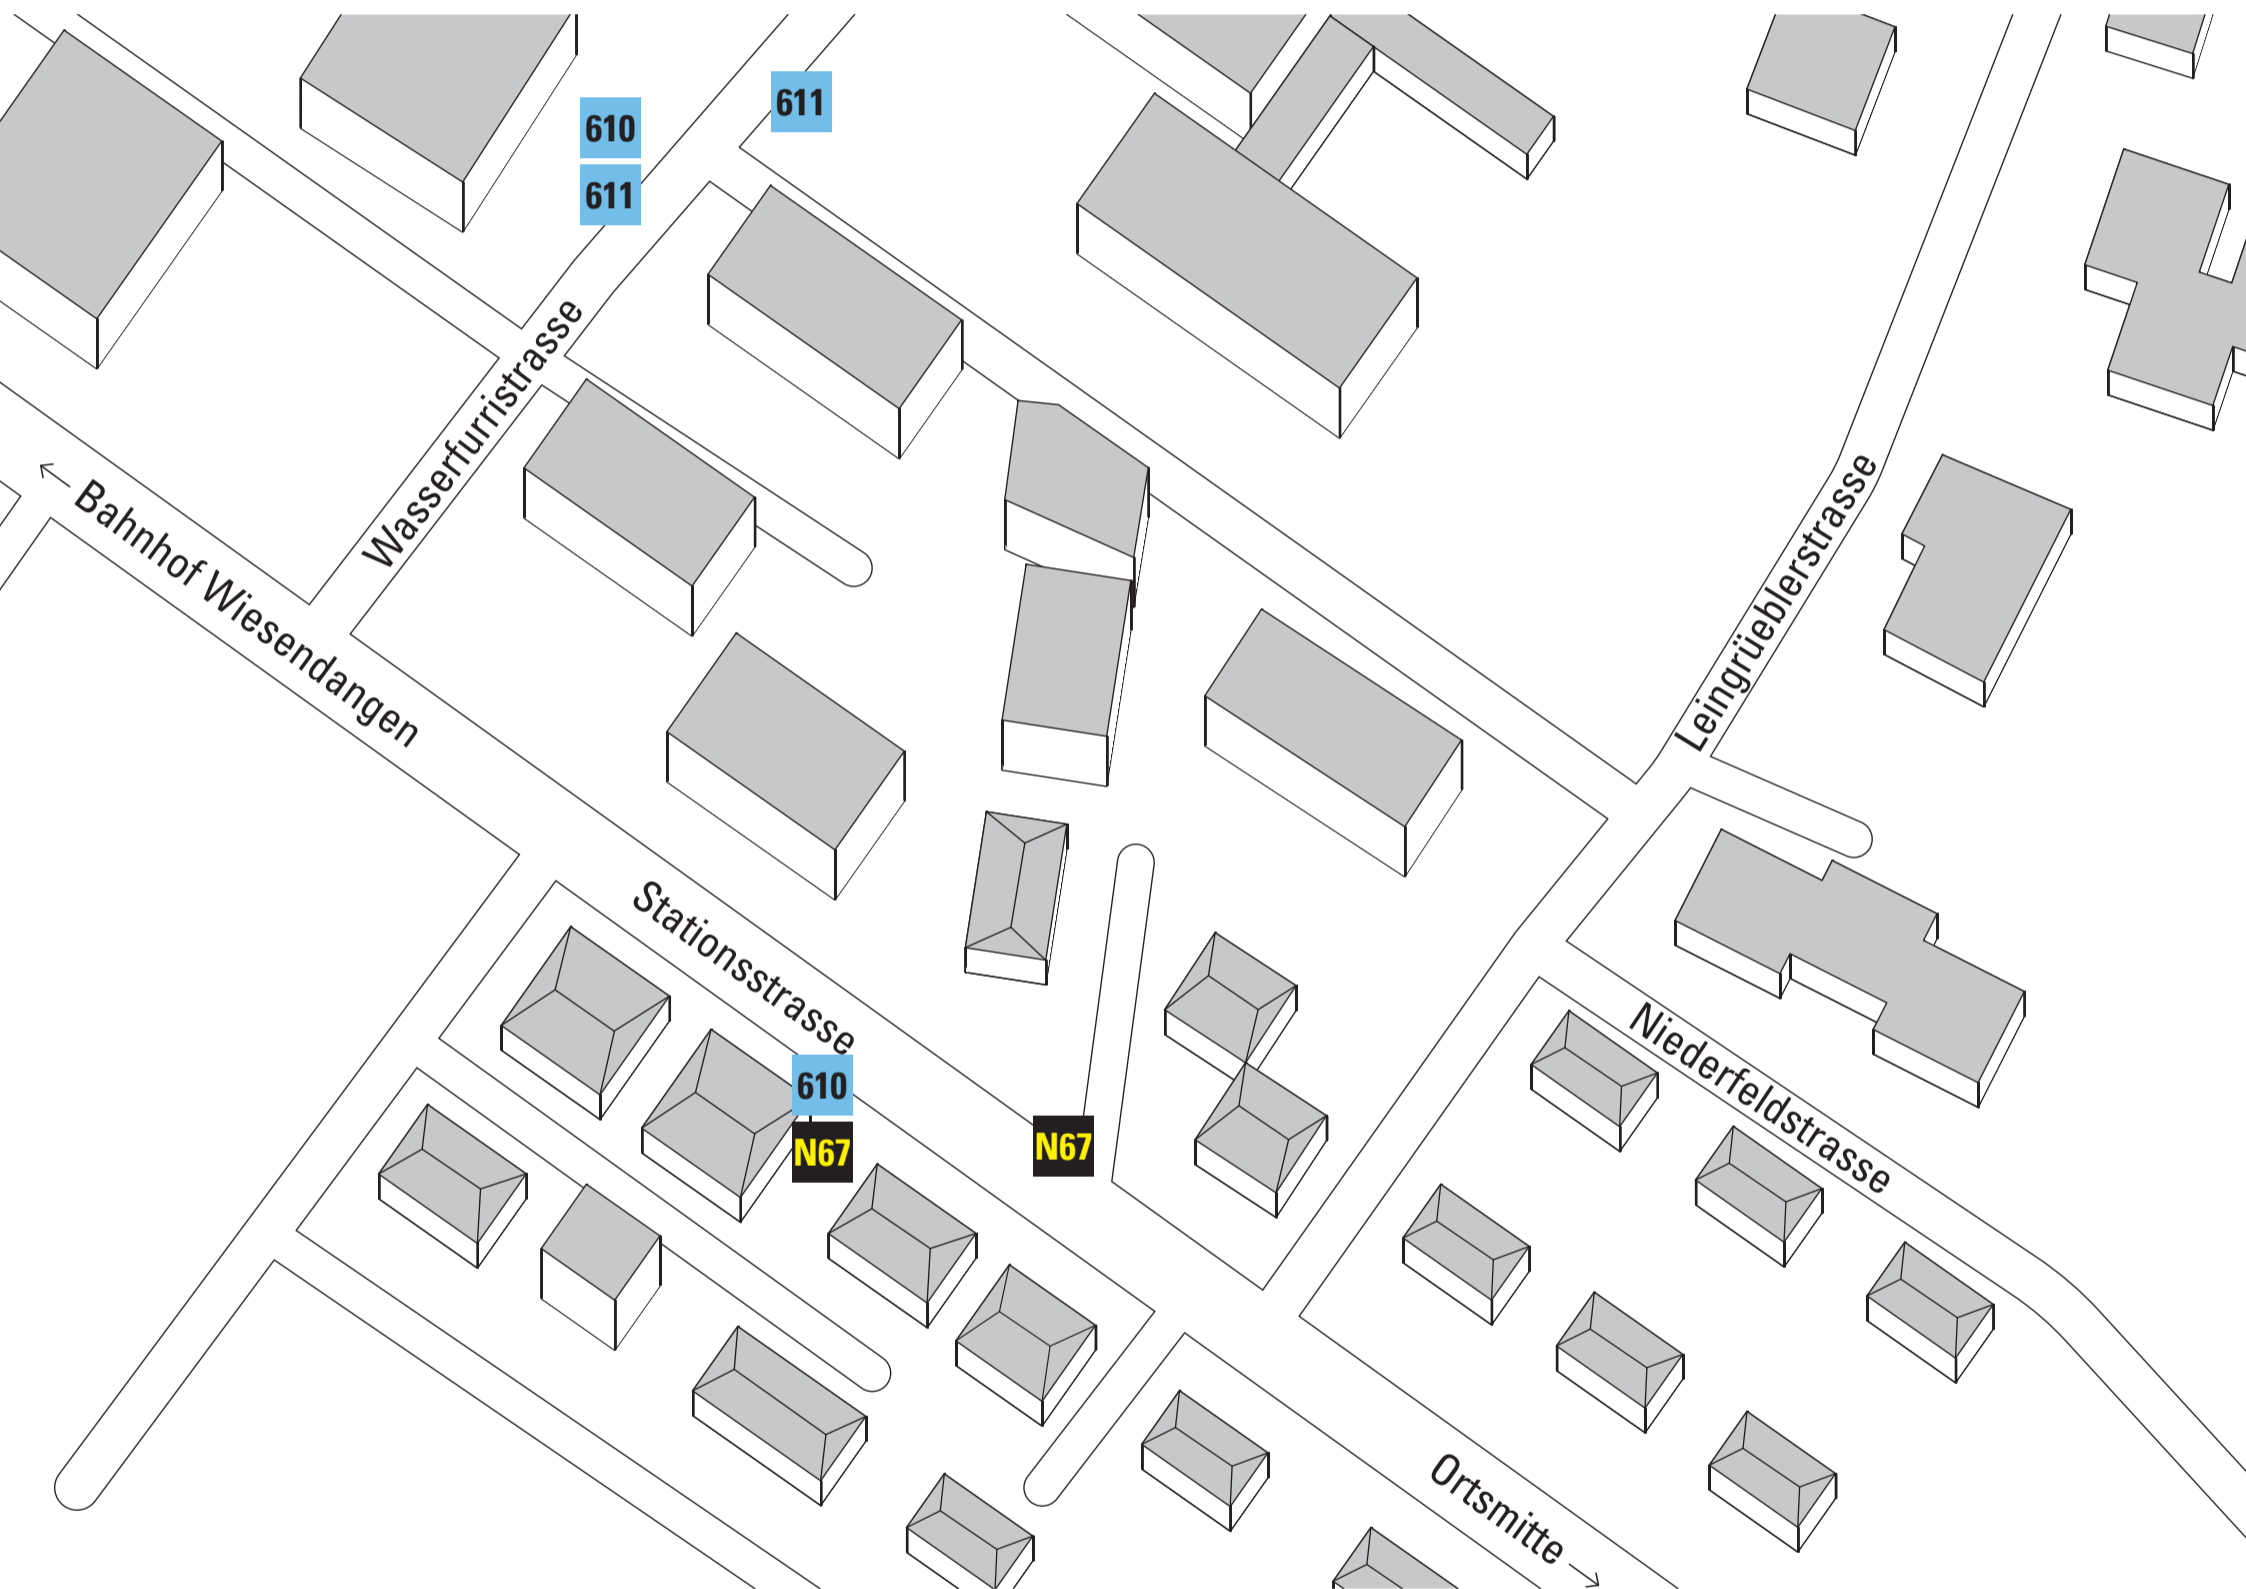 611
610
611
Wasserfurristrasse
Bahnhof Wiesendangen
Leingrüeblerstrasse
Stationsstrasse
610
N67
N67
Niederfeldstrasse
Ortsmitte